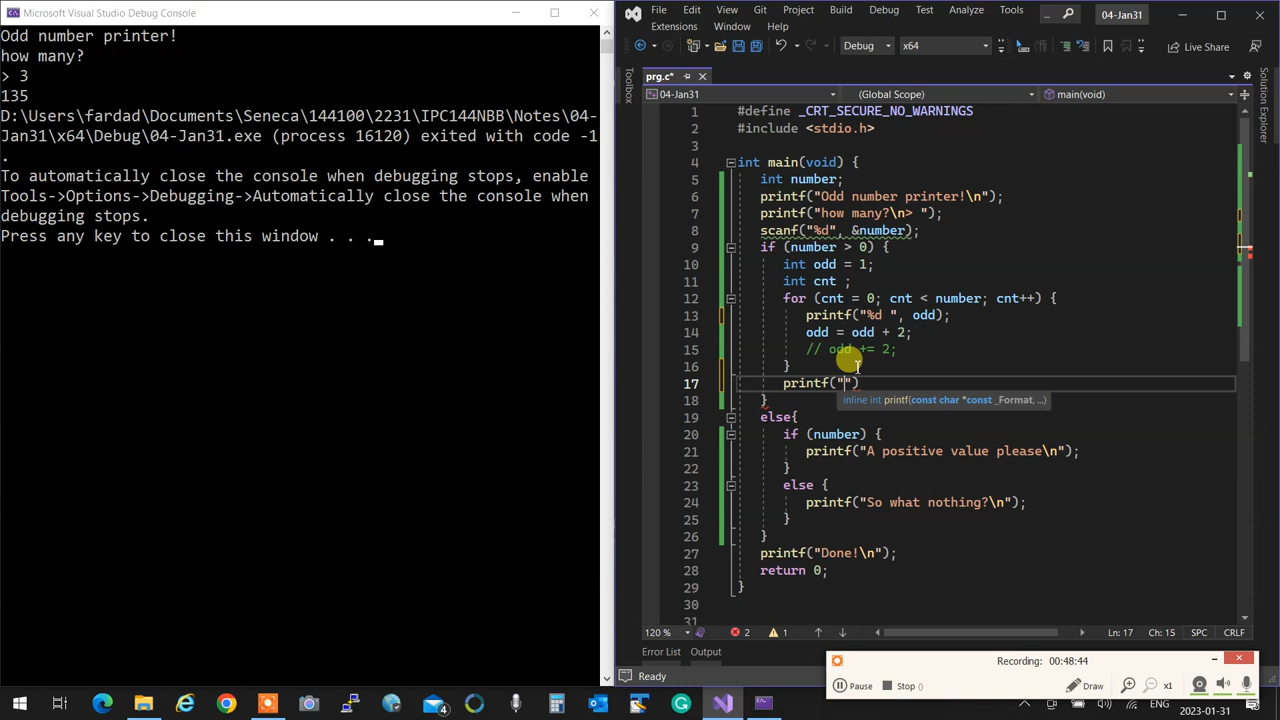 Microsoft Visual Studio Debug Console
Odd number printer!
how many?
> 3
135
D:\Users\fardad\Documents\Seneca\144100\2231\IPC144NBB\Notes\04-
Jan31\x64\Debug\04-Jan31.exe (process 16120) exited with code -1
.
To automatically close the console when debugging stops, enable
Tools->Options->Debugging->Automatically close the console when
debugging stops.
Press any key to close this window . . .
File Edit View Git Project Build Debug Test Analyze Tools ... 04-Jan31
Extensions Window Help
Debug x64 Live Share
Toolbox
Solution Explorer
prg.c*
04-Jan31 (Global Scope) main(void)
1 #define _CRT_SECURE_NO_WARNINGS
2 #include <stdio.h>
3
4 int main(void) {
5 int number;
6 printf("Odd number printer!\n");
7 printf("how many?\n> ");
8 scanf("%d", &number);
9 if (number > 0) {
10 int odd = 1;
11 int cnt ;
12 for (cnt = 0; cnt < number; cnt++) {
13 printf("%d ", odd);
14 odd = odd + 2;
15 // odd += 2;
16 }
17 printf("")
inline int printf(const char *const _Format, ...)
18 }
19 else{
20 if (number) {
21 printf("A positive value please\n");
22 }
23 else {
24 printf("So what nothing?\n");
25 }
26 }
27 printf("Done!\n");
28 return 0;
29 }
30
31
120 % 2 1 Ln: 17 Ch: 15 SPC CRLF
Error List Output
Ready
Recording: 00:48:44
Pause Stop () Draw x1
4 ENG 2023-01-31